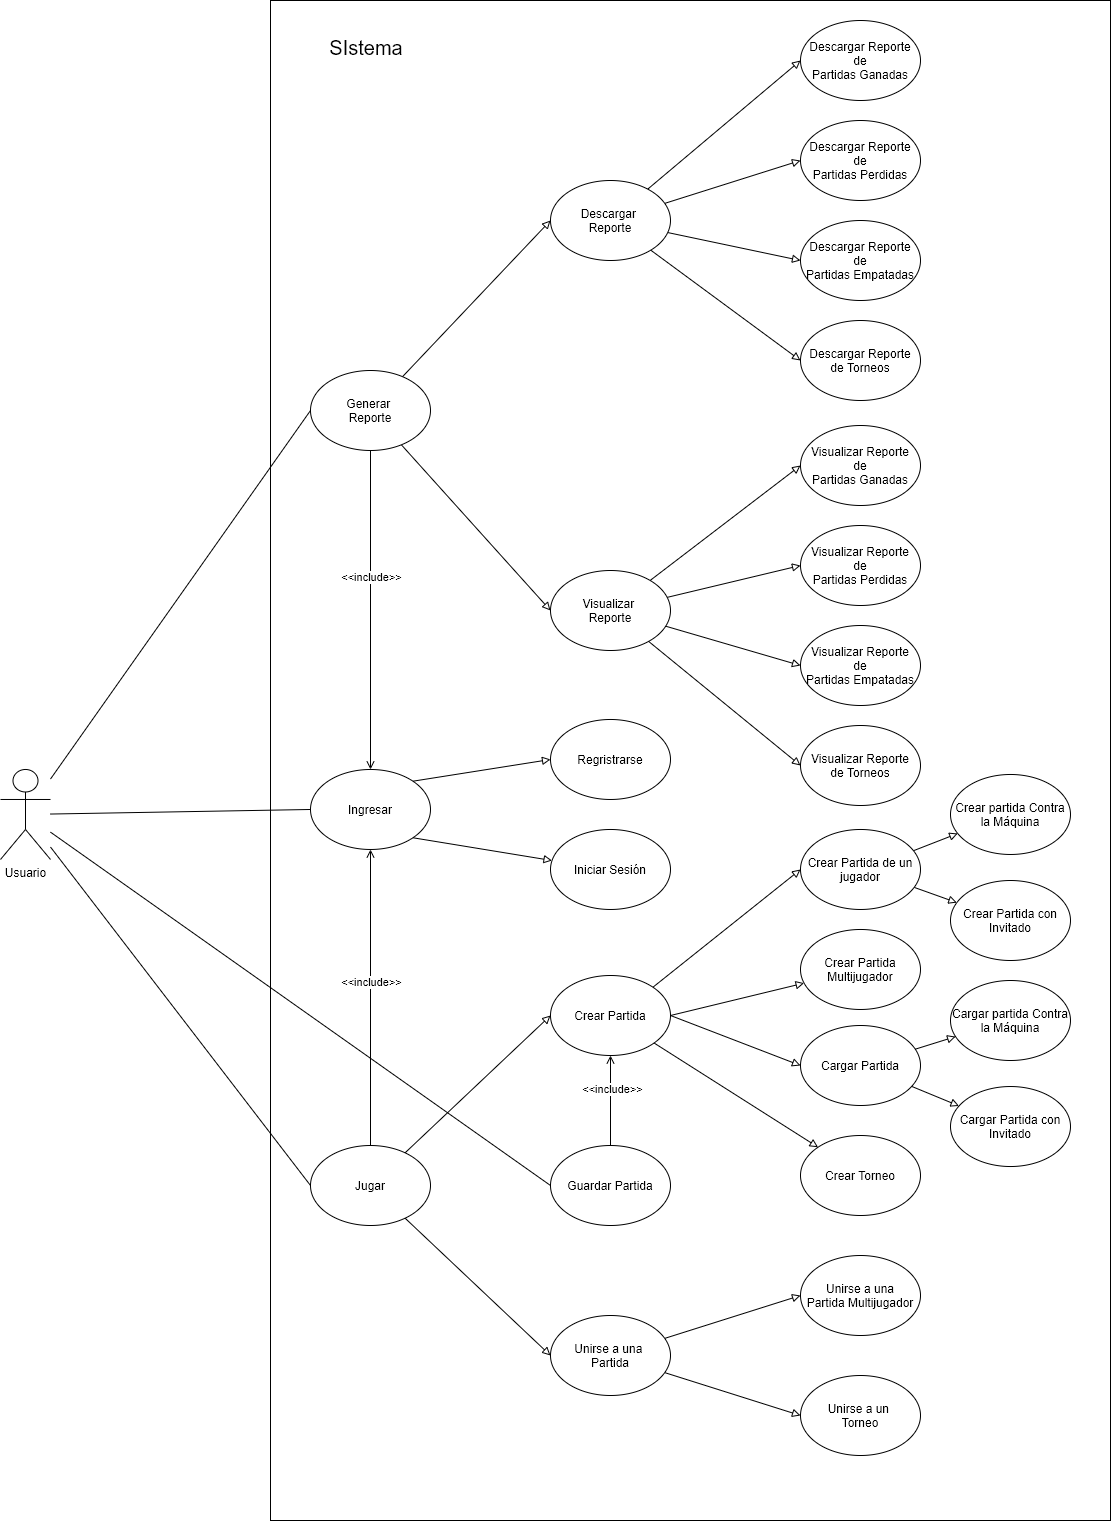 SIstema
Descargar Reporte
de
Partidas Ganadas
Descargar Reporte
de
Partidas Perdidas
Descargar
Reporte
Descargar Reporte
de
Partidas Empatadas
Descargar Reporte
de Torneos
Generar
Reporte
Visualizar Reporte
de
Partidas Ganadas
<<include>>
Visualizar Reporte
de
Partidas Perdidas
Visualizar
Reporte
Visualizar Reporte
de
Partidas Empatadas
Regristrarse
Visualizar Reporte
de Torneos
Ingresar
Usuario
Iniciar Sesión
Crear Partida de un
jugador
Crear partida Contra
la Máquina
Crear Partida con
Invitado
<<include>>
Crear Partida
Multijugador
Crear Partida
Cargar partida Contra
la Máquina
Cargar Partida
<<include>>
Cargar Partida con
Invitado
Jugar
Guardar Partida
Crear Torneo
Unirse a una
Partida Multijugador
Unirse a una
Partida
Unirse a un
Torneo